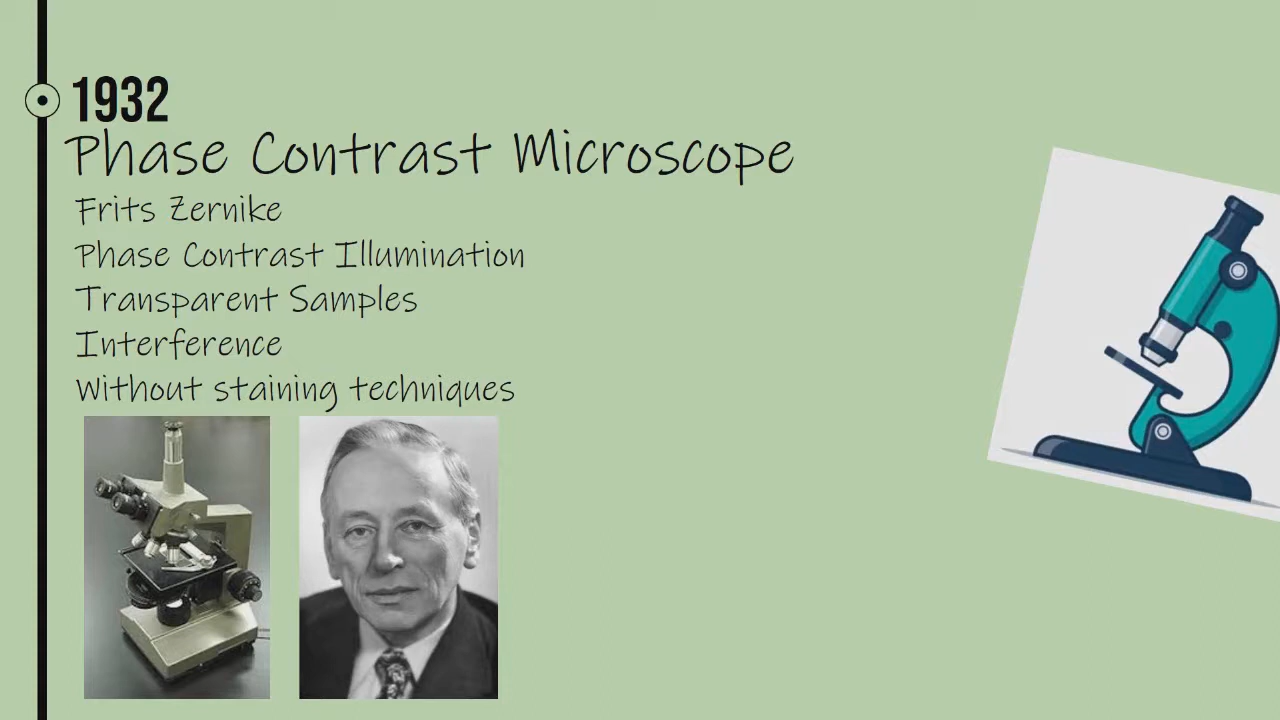 1932
Phase Contrast Microscope
Frits Zernike
Phase Contrast Illumination
Transparent Samples
Interference
Without staining techniques